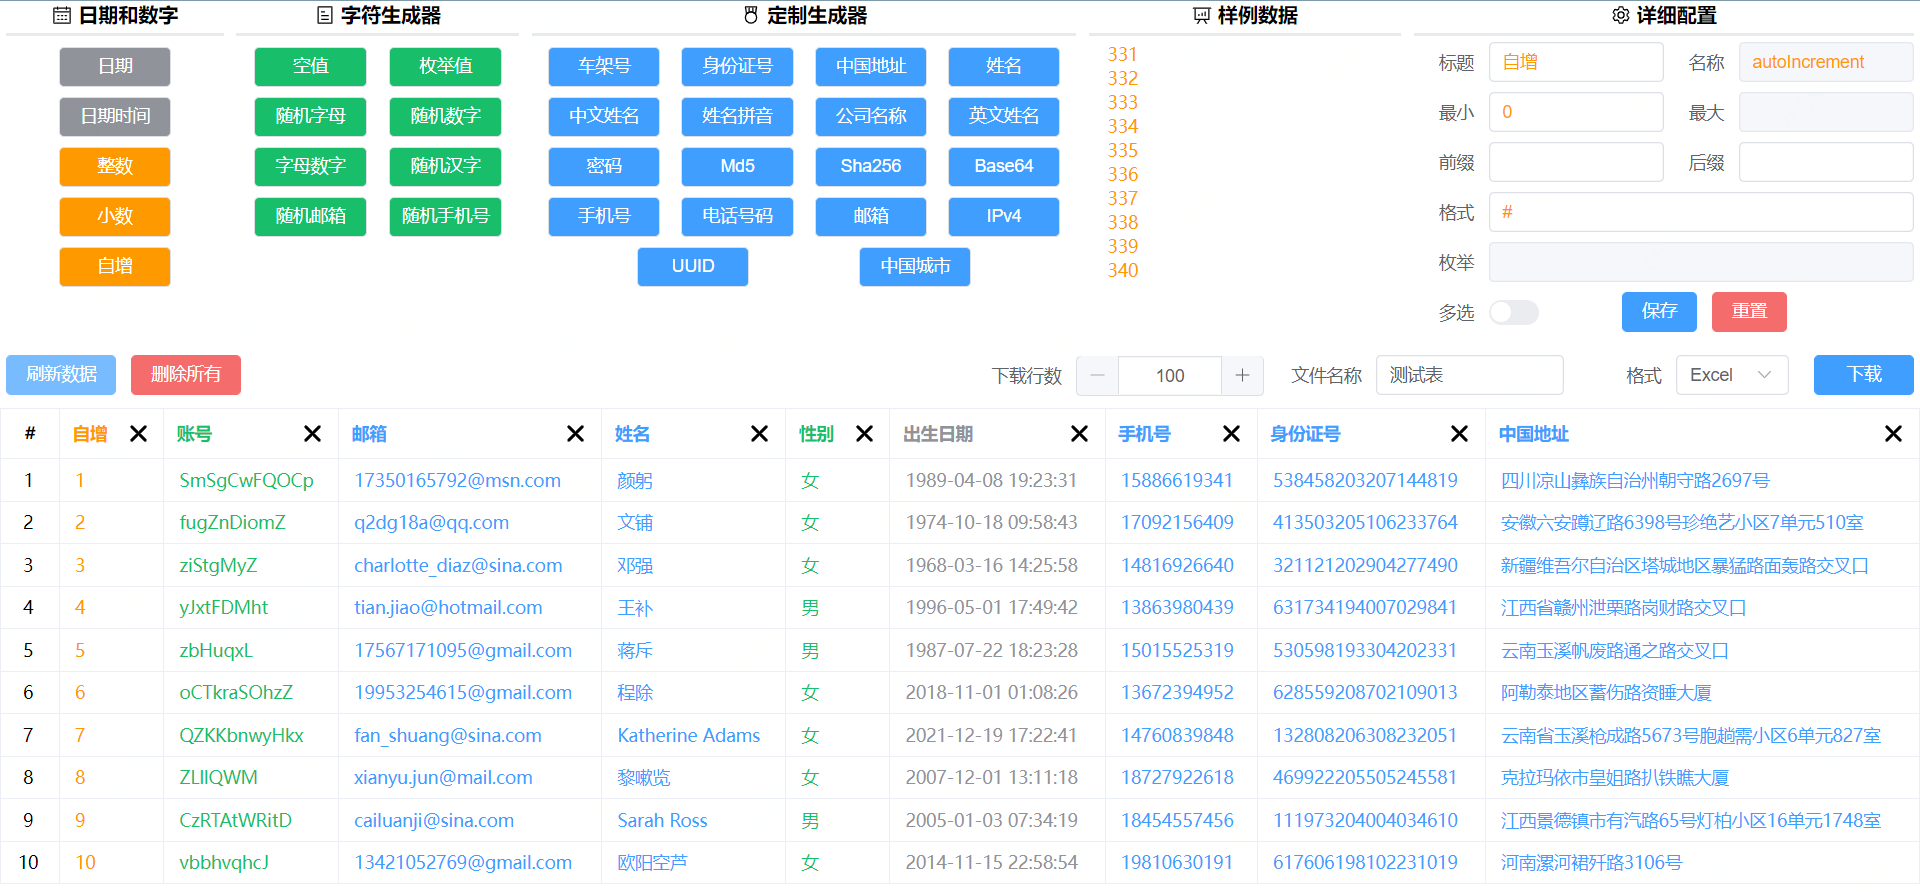 日期和数字 字符生成器 定制生成器 样例数据 详细配置
日期 空值 枚举值 车架号 身份证号 中国地址 姓名 331 标题 自增 名称 autoIncrement
332
日期时间 随机字母 随机数字 中文姓名 姓名拼音 公司名称 英文姓名 333 最小 0 最大
334
整数 字母数字 随机汉字 密码 Md5 Sha256 Base64 335 前缀 后缀
336
小数 随机邮箱 随机手机号 手机号 电话号码 邮箱 IPv4 337 格式 #
338
自增 UUID 中国城市 339 枚举
340
多选 保存 重置
刷新数据 删除所有 下载行数 100 文件名称 测试表 格式 Excel 下载
# 自增 账号 邮箱 姓名 性别 出生日期 手机号 身份证号 中国地址
1 1 SmSgCwFQOCp 17350165792@msn.com 颜躬 女 1989-04-08 19:23:31 15886619341 538458203207144819 四川凉山彝族自治州朝守路2697号
2 2 fugZnDiomZ q2dg18a@qq.com 文铺 女 1974-10-18 09:58:43 17092156409 413503205106233764 安徽六安蹲辽路6398号珍绝艺小区7单元510室
3 3 ziStgMyZ charlotte_diaz@sina.com 邓强 女 1968-03-16 14:25:58 14816926640 321121202904277490 新疆维吾尔自治区塔城地区暴猛路面轰路交叉口
4 4 yJxtFDMht tian.jiao@hotmail.com 王补 男 1996-05-01 17:49:42 13863980439 631734194007029841 江西省赣州泄栗路岗财路交叉口
5 5 zbHuqxL 17567171095@gmail.com 蒋斥 男 1987-07-22 18:23:28 15015525319 530598193304202331 云南玉溪帆废路通之路交叉口
6 6 oCTkraSOhzZ 19953254615@gmail.com 程除 女 2018-11-01 01:08:26 13672394952 628559208702109013 阿勒泰地区蓄伤路资睡大厦
7 7 QZKKbnwyHkx fan_shuang@sina.com Katherine Adams 女 2021-12-19 17:22:41 14760839848 132808206308232051 云南省玉溪枪成路5673号胞趟需小区6单元827室
8 8 ZLIIQWM xianyu.jun@mail.com 黎嗽览 女 2007-12-01 13:11:18 18727922618 469922205505245581 克拉玛依市皇姐路扒铁瞧大厦
9 9 CzRTAtWRitD cailuanji@sina.com Sarah Ross 男 2005-01-03 07:34:19 18454557456 111973204004034610 江西景德镇市有汽路65号灯柏小区16单元1748室
10 10 vbbhvqhcJ 13421052769@gmail.com 欧阳空芦 女 2014-11-15 22:58:54 19810630191 617606198102231019 河南漯河裙歼路3106号